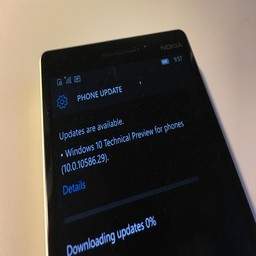 NOKIA
9:57
PHONE UPDATE
Updates are available.
• Windows 10 Technical Preview for phones
(10.0.10586.29).
Details
Downloading updates 0%